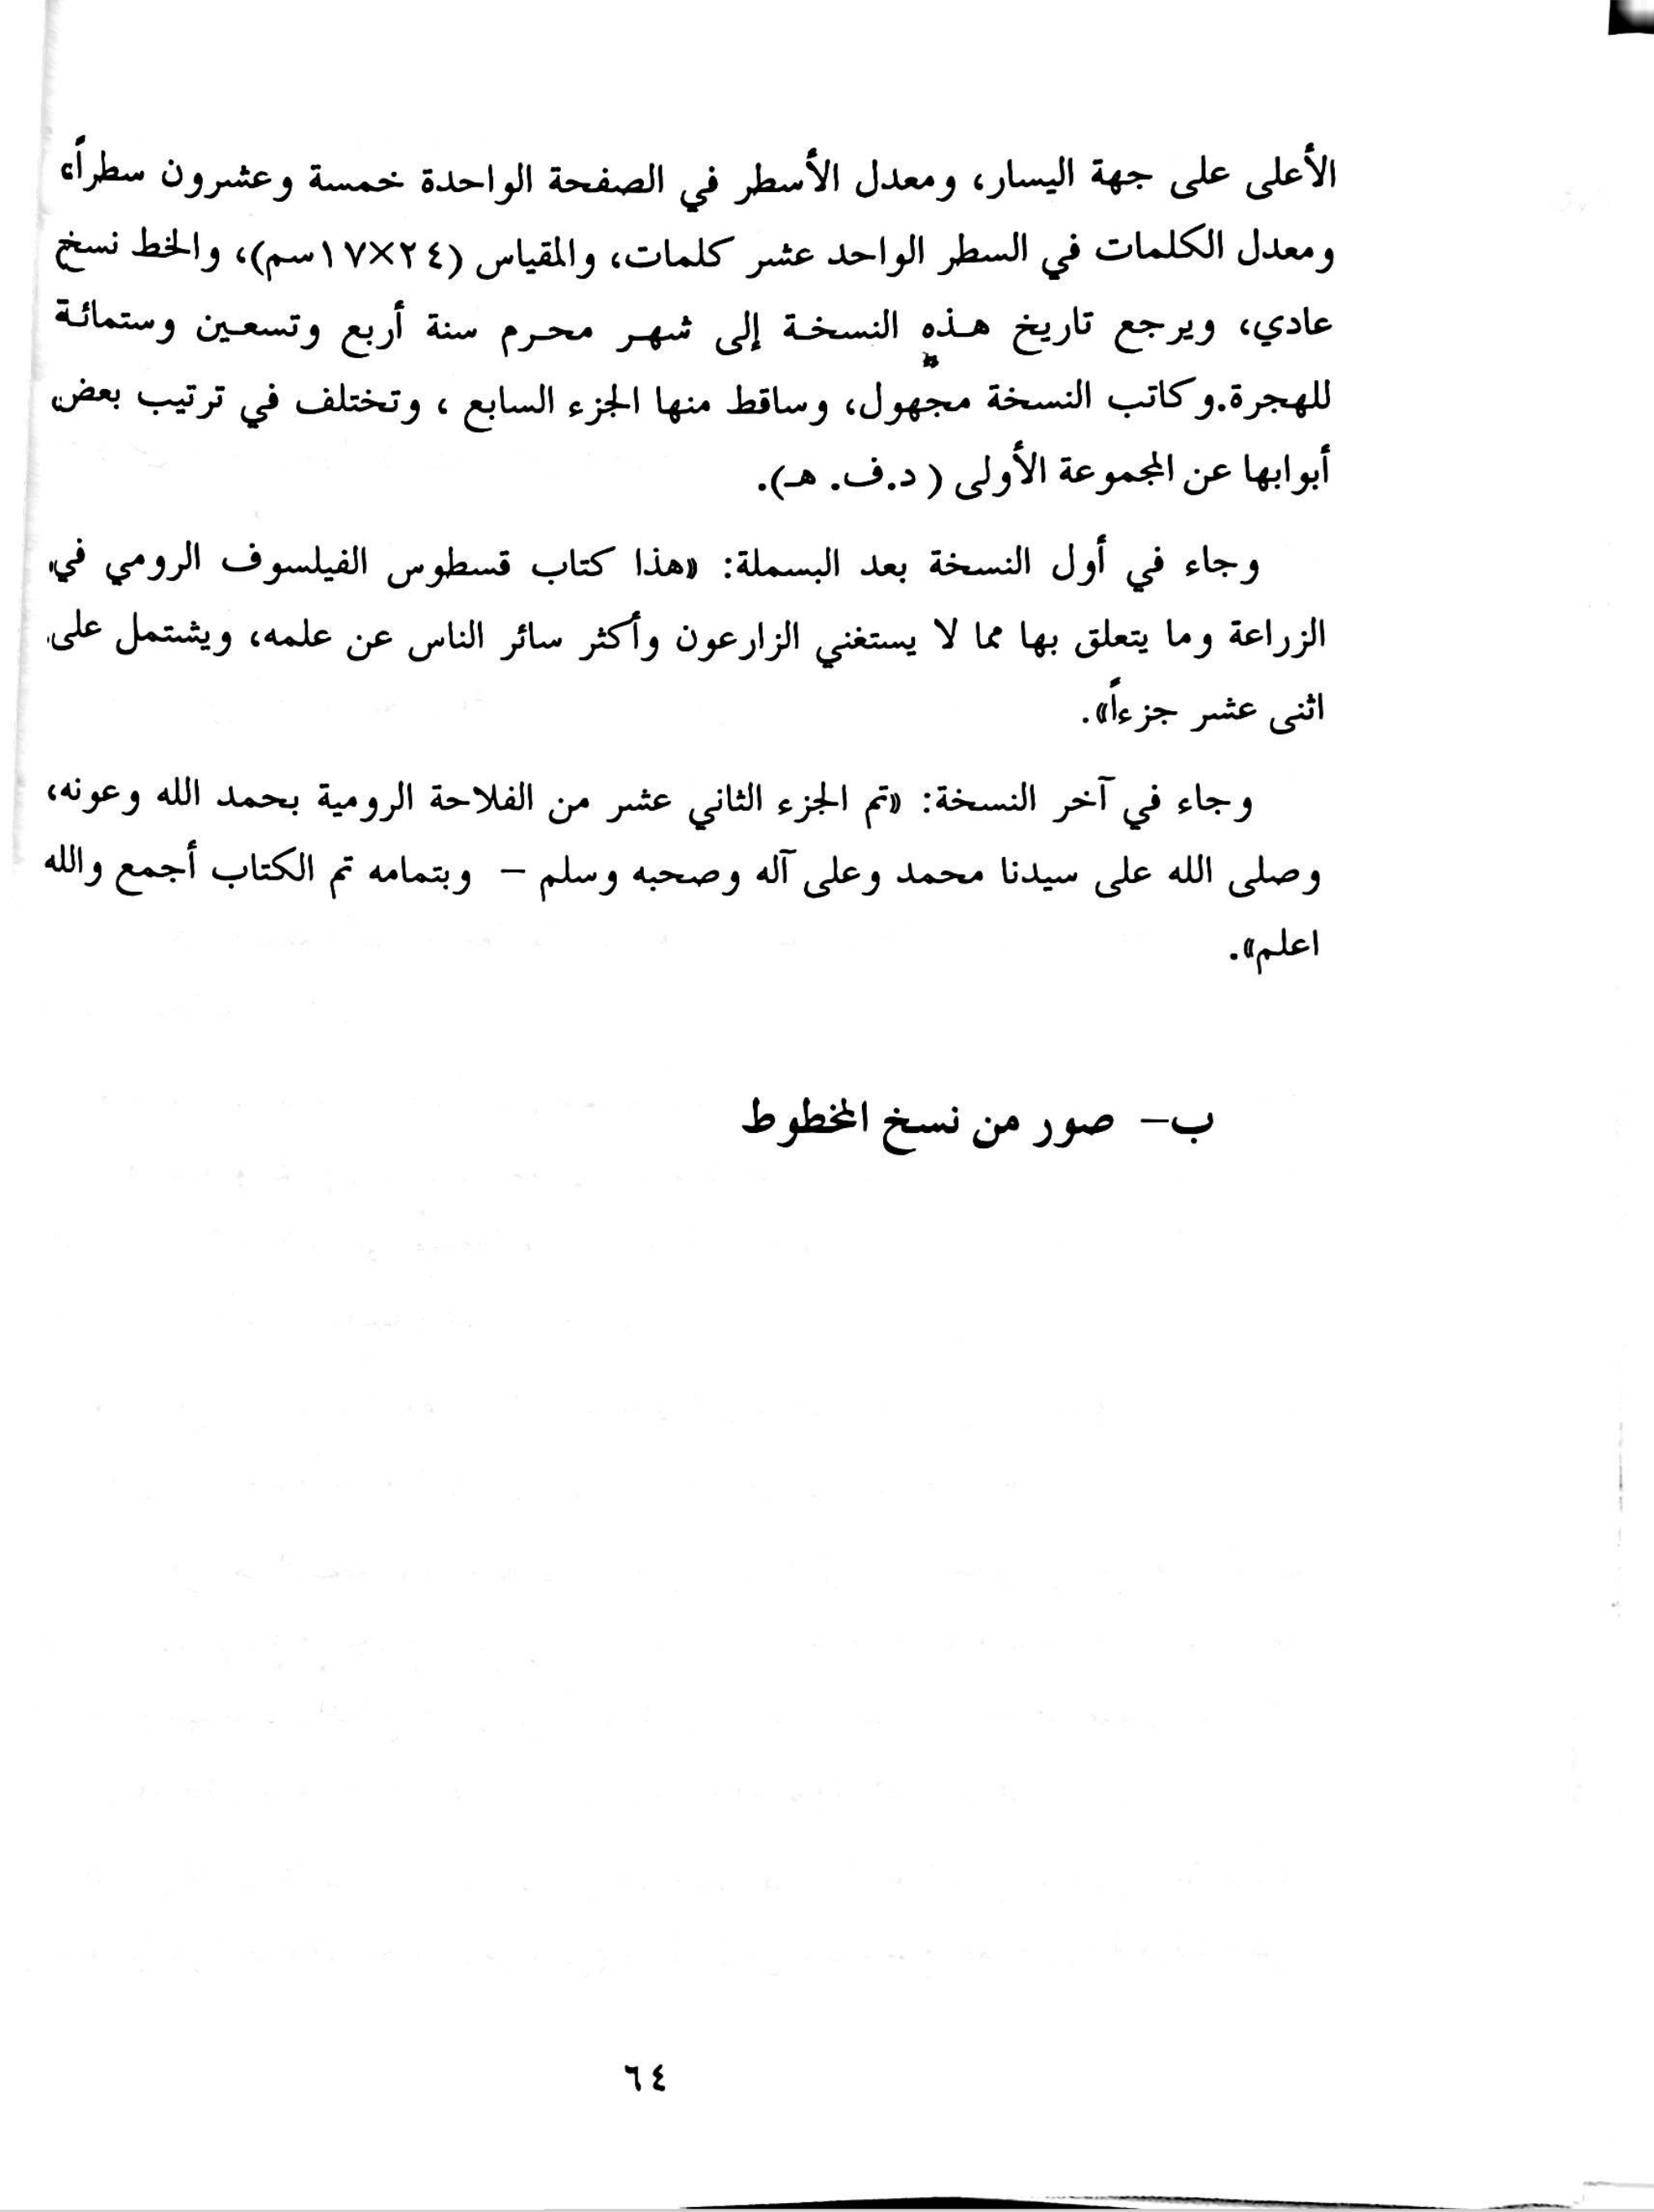 الأعلى على جهة اليسار، ومعدل الأسطر في الصفحة الواحدة خمسة وعشرون سطراً،
ومعدل الكلمات في السطر الواحد عشر كلمات، والمقياس (٢٤×١٧سم)، والخط نسخ
عادي، ويرجع تاريخ هذه النسخة إلى شهر محرم سنة أربع وتسعين وستمائة
للهجرة.وكاتب النسخة مجهول، وساقط منها الجزء السابع ، وتختلف في ترتيب بعض
أبوابها عن المجموعة الأولى ( د.ف. هـ).
وجاء في أول النسخة بعد البسملة: «هذا كتاب قسطوس الفيلسوف الرومي في
الزراعة وما يتعلق بها مما لا يستغني الزارعون وأكثر سائر الناس عن علمه، ويشتمل على
اثنى عشر جزءاً».
وجاء في آخر النسخة: «تم الجزء الثاني عشر من الفلاحة الرومية بحمد الله وعونه،
وصلى الله على سيدنا محمد وعلى آله وصحبه وسلم – وبتمامه تم الكتاب أجمع والله
اعلم».
ب– صور من نسخ المخطوط
٦٤